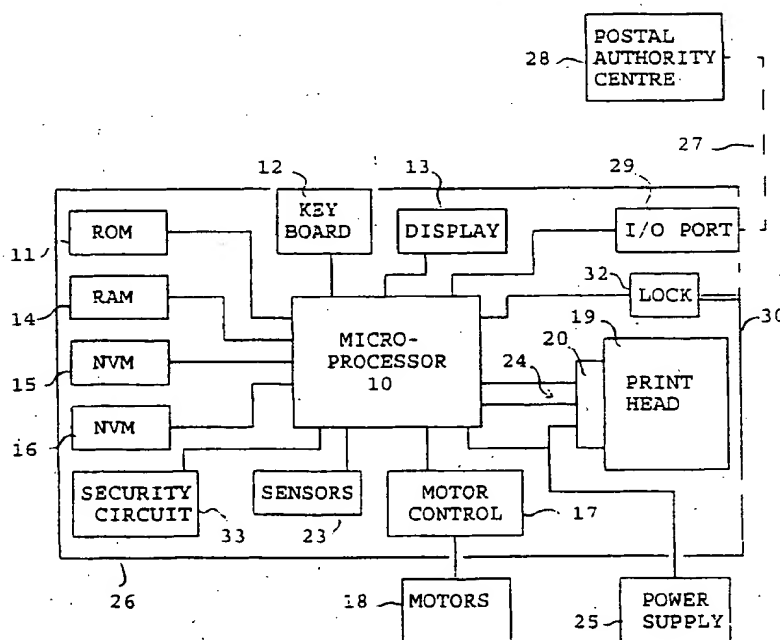 28
POSTAL
AUTHORITY
CENTRE
27
12
13
29
KEY
BOARD
DISPLAY
I/O PORT
11
ROM
32
LOCK
14
RAM
19
30
MICRO-
PROCESSOR
10
20
24
PRINT
HEAD
15
NVM
16
NVM
SECURITY
CIRCUIT
33
SENSORS
23
MOTOR
CONTROL
17
26
18
MOTORS
25
POWER
SUPPLY